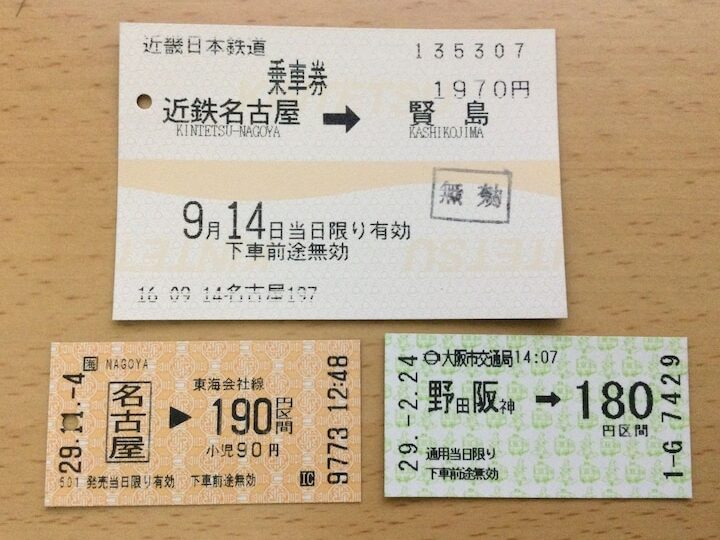 近畿日本鉄道 135307
乗車券
1970円
近鉄名古屋 ➡ 賢島
KINTETSU-NAGOYA KASHIKOJIMA
無効
9月14日当日限り有効
下車前途無効
16 09 14名古屋197
海 NAGOYA
名古屋 ▶ 190円区間
東海会社線
小児90円
501 発売当日限り有効 下車前途無効 IC
9773 12:48
大阪市交通局14:07
野田阪神 → 180円区間
29.-2.24
通用当日限り
下車前途無効
1-G 7429